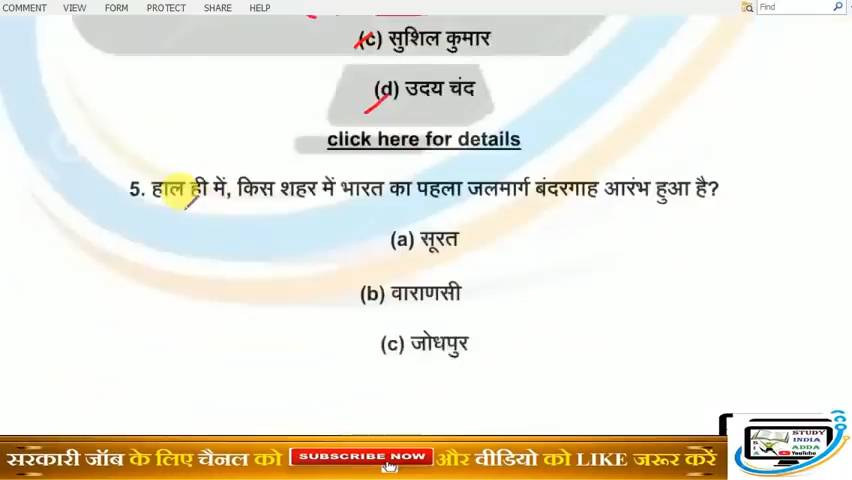 COMMENT VIEW FORM PROTECT SHARE HELP
Find
(c) सुशिल कुमार
(d) उदय चंद
click here for details
5. हाल ही में, किस शहर में भारत का पहला जलमार्ग बंदरगाह आरंभ हुआ है?
(a) सूरत
(b) वाराणसी
(c) जोधपुर
STUDY
INDIA
ADDA
YouTube
सरकारी जॉब के लिए चैनल को SUBSCRIBE NOW और वीडियो को LIKE जरूर करें